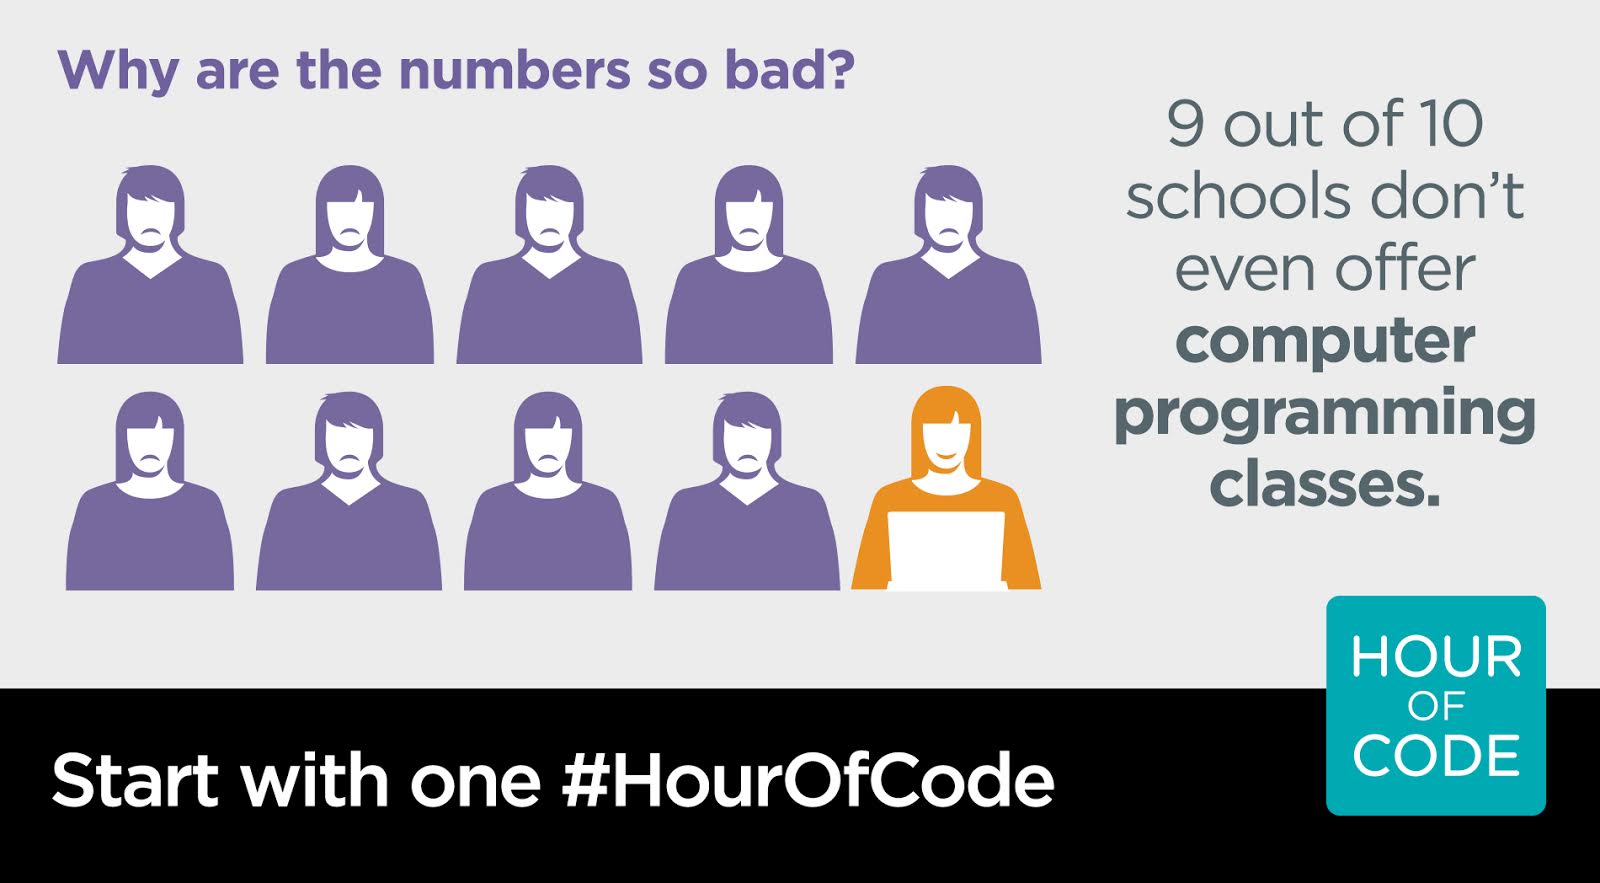 Why are the numbers so bad?
9 out of 10
schools don't
even offer
computer
programming
classes.
HOUR
OF
CODE
Start with one #HourOfCode